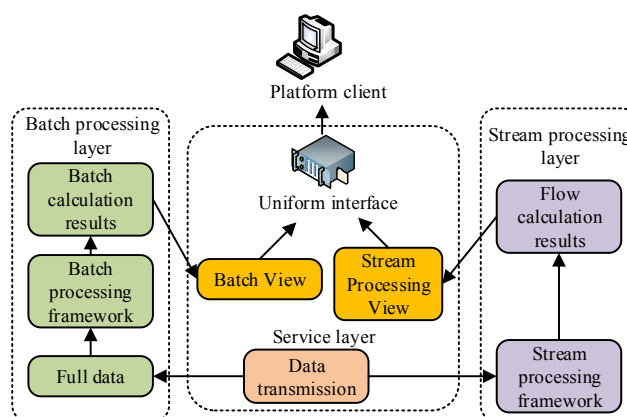 Platform client
Batch processing
layer
Batch
calculation
results
Batch
processing
framework
Full data
Uniform interface
Batch View
Stream
Processing
View
Service layer
Data
transmission
Stream processing
layer
Flow
calculation
results
Stream
processing
framework